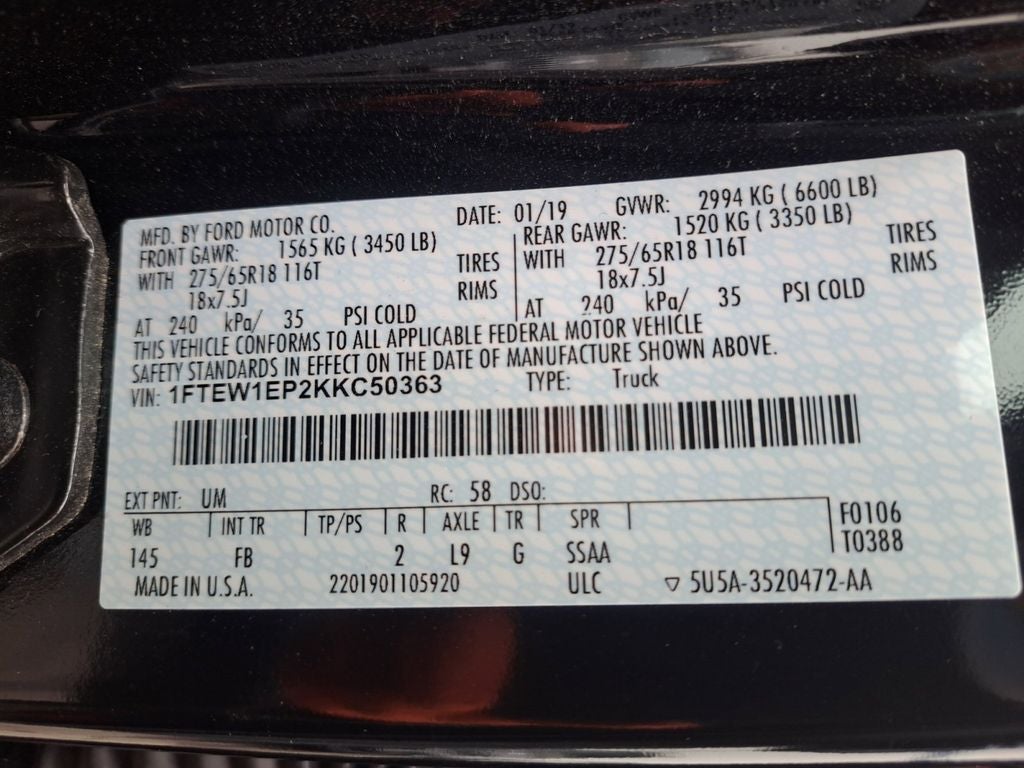 MFD. BY FORD MOTOR CO. DATE: 01/19 GVWR: 2994 KG ( 6600 LB)
FRONT GAWR: 1565 KG ( 3450 LB) REAR GAWR: 1520 KG ( 3350 LB)
WITH 275/65R18 116T TIRES WITH 275/65R18 116T TIRES
18x7.5J RIMS 18x7.5J RIMS
AT 240 kPa/ 35 PSI COLD AT 240 kPa/ 35 PSI COLD
THIS VEHICLE CONFORMS TO ALL APPLICABLE FEDERAL MOTOR VEHICLE
SAFETY STANDARDS IN EFFECT ON THE DATE OF MANUFACTURE SHOWN ABOVE.
VIN: 1FTEW1EP2KKC50363 TYPE: Truck
EXT PNT: UM RC: 58 DSO:
WB INT TR TP/PS R AXLE TR SPR F0106
145 FB 2 L9 G SSAA T0388
MADE IN U.S.A. 2201901105920 ULC ▽ 5U5A-3520472-AA